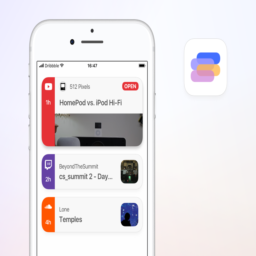 Dribbble
16:47
512 Pixels
OPEN
1h
HomePod vs. iPod Hi-Fi
BeyondTheSummit
2h
cs_summit 2 - Day...
Lane
4h
Temples